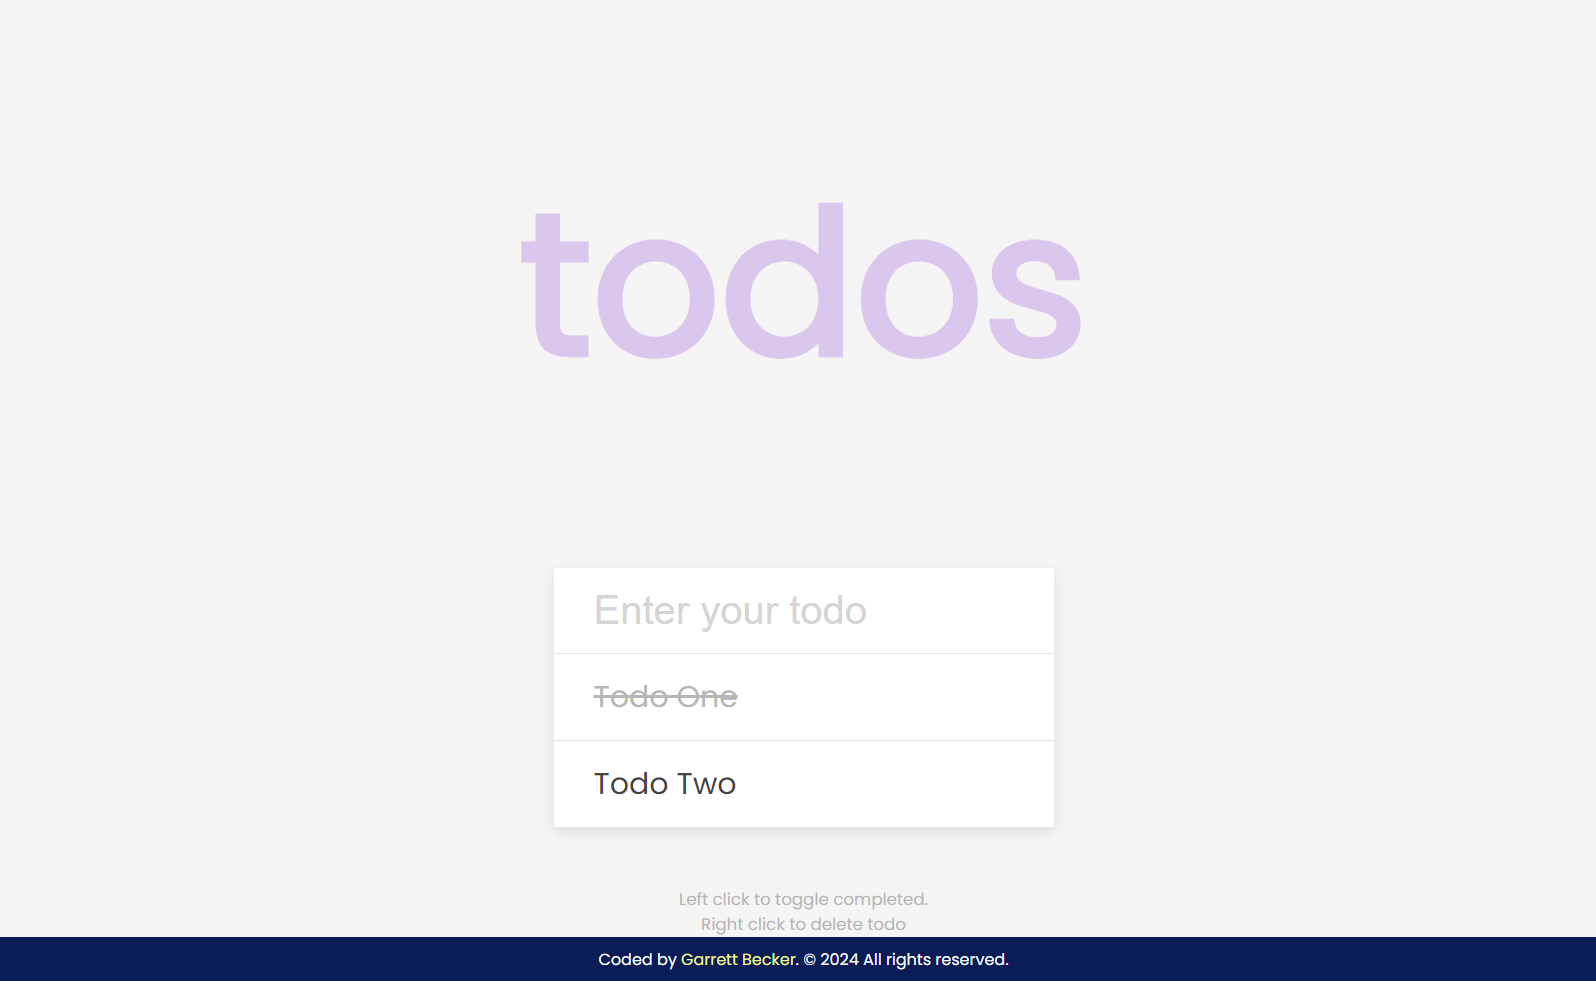 todos
Enter your todo
Todo One
Todo Two
Left click to toggle completed.
Right click to delete todo
Coded by Garrett Becker. © 2024 All rights reserved.